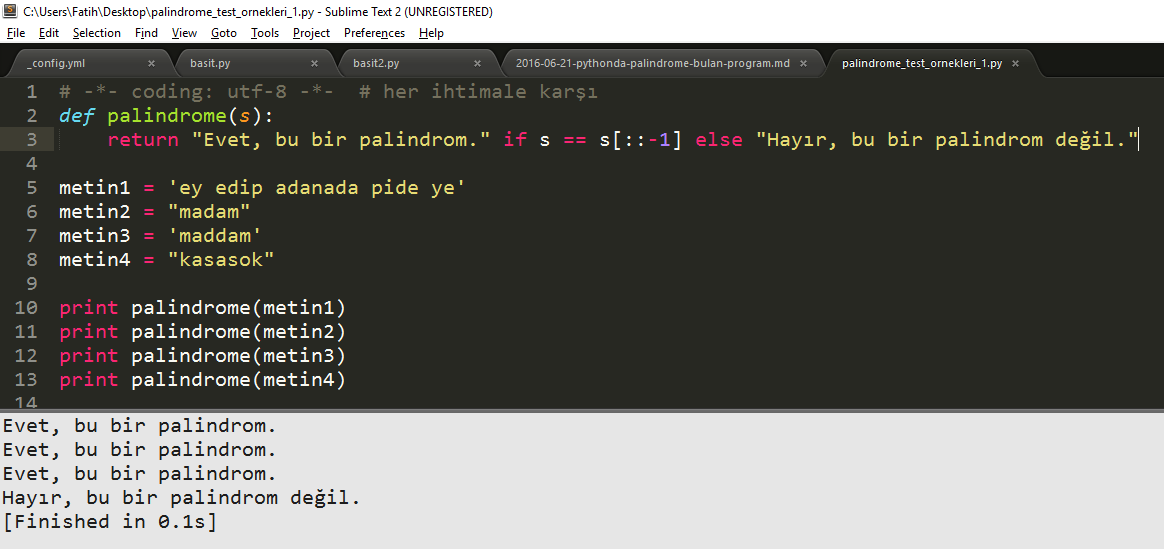 C:\Users\Fatih\Desktop\palindrome_test_ornekleri_1.py - Sublime Text 2 (UNREGISTERED)
File Edit Selection Find View Goto Tools Project Preferences Help
_config.yml × basit.py × basit2.py × 2016-06-21-pythonda-palindrome-bulan-program.md × palindrome_test_ornekleri_1.py ×
1 # -*- coding: utf-8 -*-  # her ihtimale karşı
2 def palindrome(s):
3     return "Evet, bu bir palindrom." if s == s[::-1] else "Hayır, bu bir palindrom değil."
4
5 metin1 = 'ey edip adanada pide ye'
6 metin2 = "madam"
7 metin3 = 'maddam'
8 metin4 = "kasasok"
9
10 print palindrome(metin1)
11 print palindrome(metin2)
12 print palindrome(metin3)
13 print palindrome(metin4)
14
Evet, bu bir palindrom.
Evet, bu bir palindrom.
Evet, bu bir palindrom.
Hayır, bu bir palindrom değil.
[Finished in 0.1s]